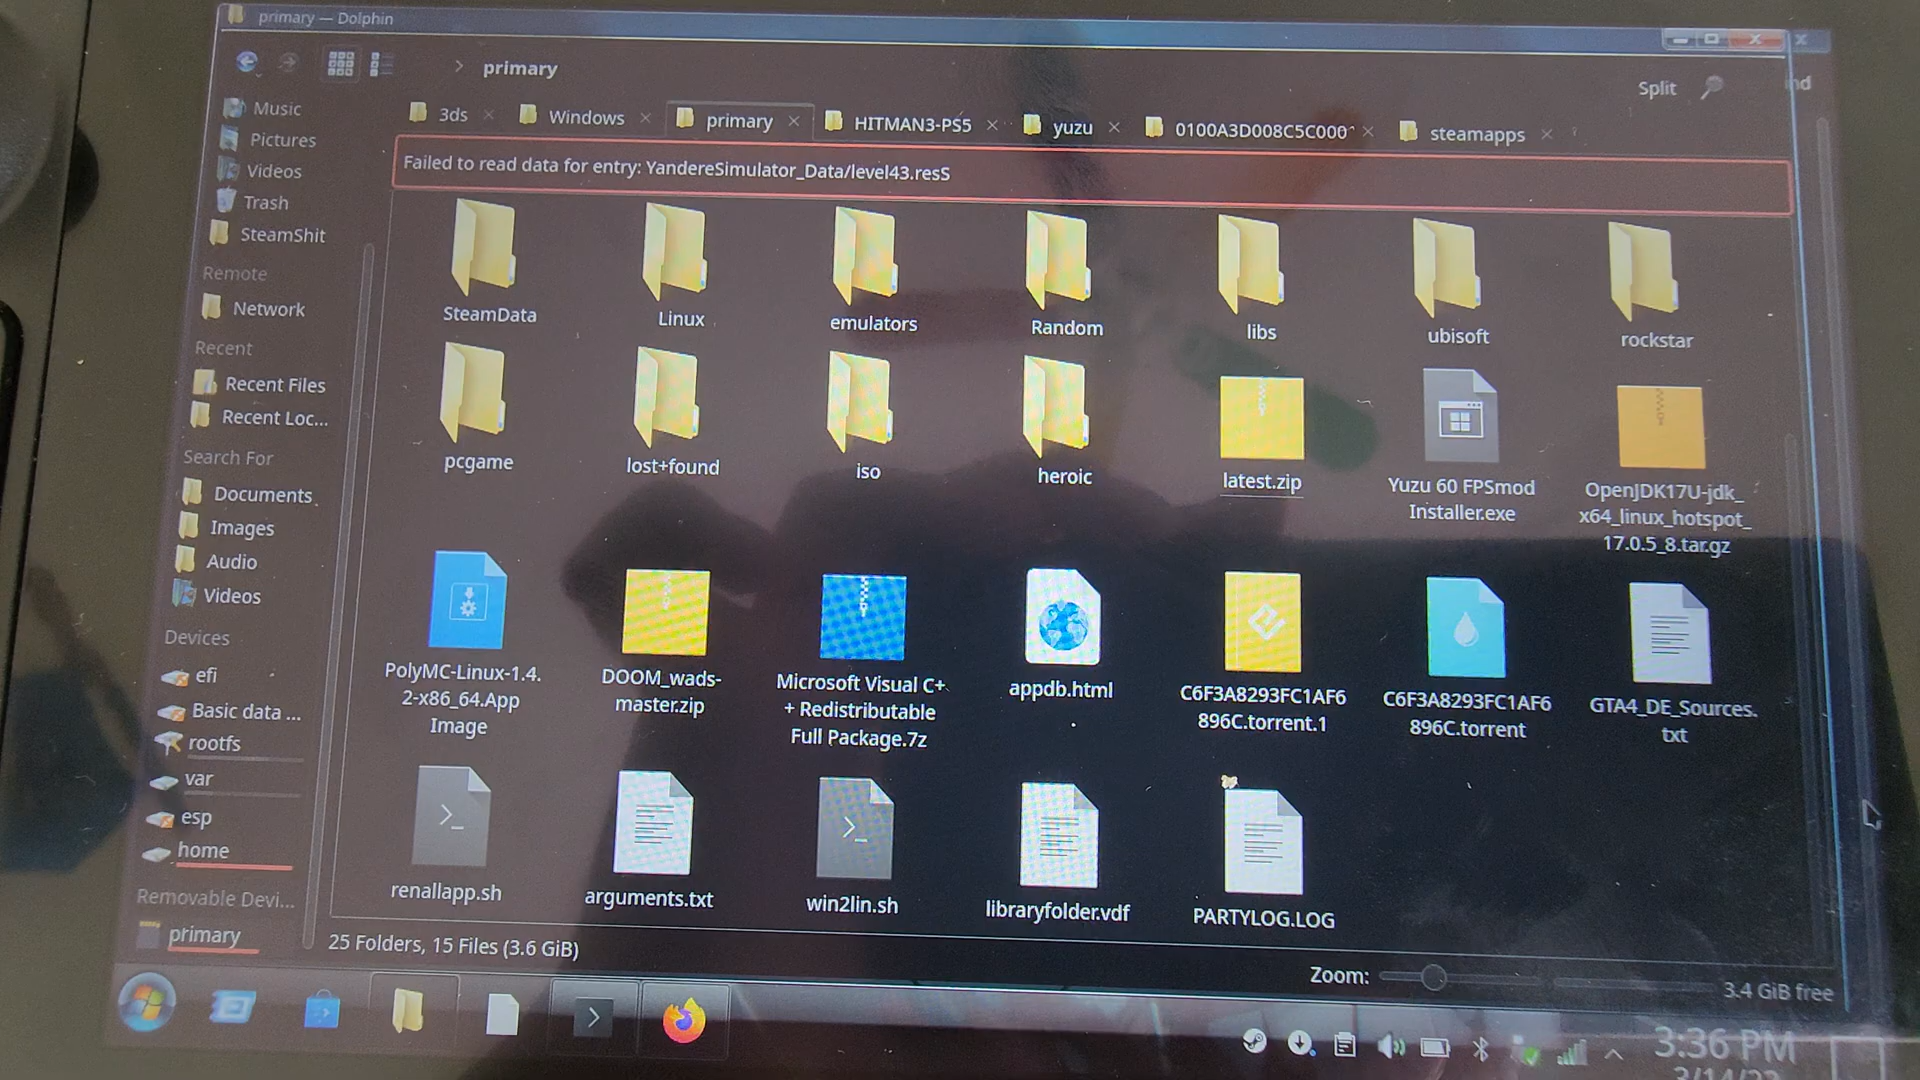 primary — Dolphin
> primary
Split
nd
3ds
Windows
primary
HITMAN3-PS5
yuzu
0100A3D008C5C000
steamapps
Failed to read data for entry: YandereSimulator_Data/level43.resS
Music
Pictures
Videos
Trash
SteamShit
Remote
Network
Recent
Recent Files
Recent Loc...
Search For
Documents
Images
Audio
Videos
Devices
efi
Basic data ...
rootfs
var
esp
home
Removable Devi...
primary
SteamData
Linux
emulators
Random
libs
ubisoft
rockstar
pcgame
lost+found
iso
heroic
latest.zip
Yuzu 60 FPSmod
Installer.exe
OpenJDK17U-jdk_
x64_linux_hotspot_
17.0.5_8.tar.gz
PolyMC-Linux-1.4.
2-x86_64.App
Image
DOOM_wads-
master.zip
Microsoft Visual C+
+ Redistributable
Full Package.7z
appdb.html
C6F3A8293FC1AF6
896C.torrent.1
C6F3A8293FC1AF6
896C.torrent
GTA4_DE_Sources.
txt
renallapp.sh
arguments.txt
win2lin.sh
libraryfolder.vdf
PARTYLOG.LOG
25 Folders, 15 Files (3.6 GiB)
Zoom:
3.4 GiB free
3:36 PM